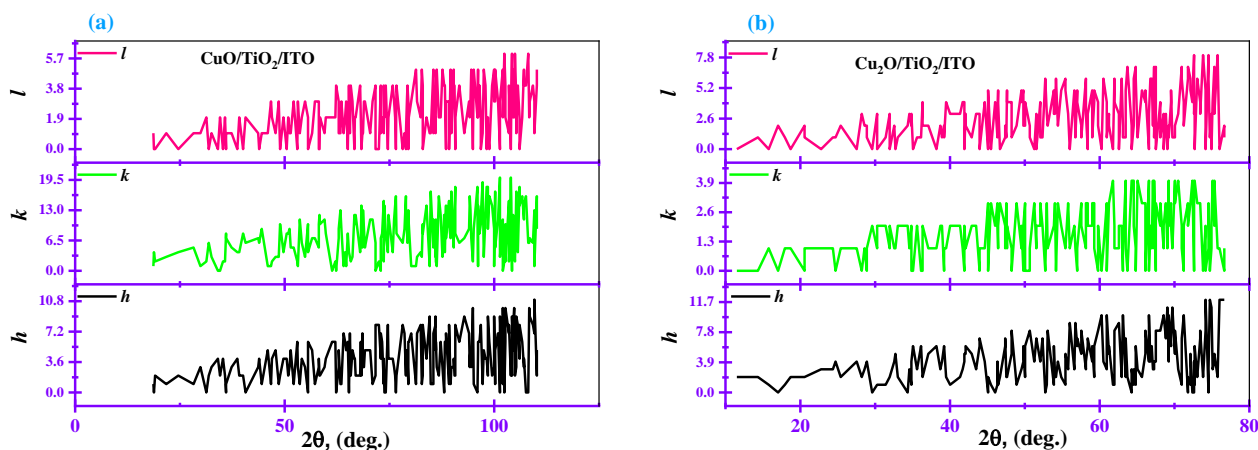 (a)
l
CuO/TiO₂/ITO
5.7
3.8
1.9
0.0
l
k
19.5
13.0
6.5
0.0
k
h
10.8
7.2
3.6
0.0
h
0 50 100
2θ, (deg.)
(b)
l
Cu₂O/TiO₂/ITO
7.8
5.2
2.6
0.0
l
k
3.9
2.6
1.3
0.0
k
h
11.7
7.8
3.9
0.0
h
20 40 60 80
2θ, (deg.)